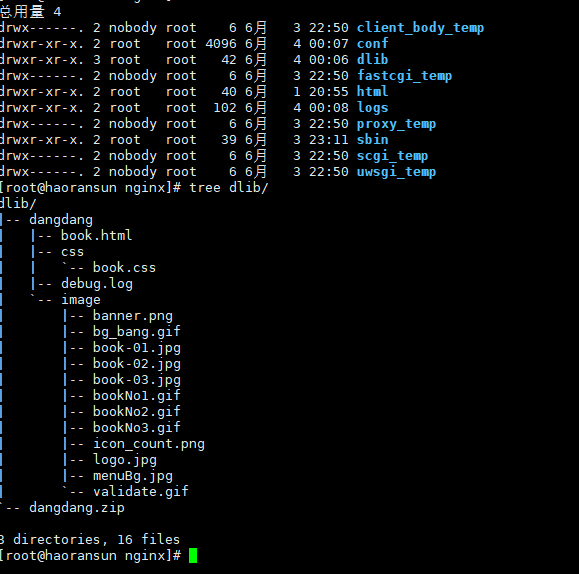 总用量 4
drwx------. 2 nobody root    6 6月   3 22:50 client_body_temp
drwxr-xr-x. 2 root   root 4096 6月   4 00:07 conf
drwxr-xr-x. 3 root   root   42 6月   4 00:06 dlib
drwx------. 2 nobody root    6 6月   3 22:50 fastcgi_temp
drwxr-xr-x. 2 root   root   40 6月   1 20:55 html
drwxr-xr-x. 2 root   root  102 6月   4 00:08 logs
drwx------. 2 nobody root    6 6月   3 22:50 proxy_temp
drwxr-xr-x. 2 root   root   39 6月   3 23:11 sbin
drwx------. 2 nobody root    6 6月   3 22:50 scgi_temp
drwx------. 2 nobody root    6 6月   3 22:50 uwsgi_temp
[root@haoransun nginx]# tree dlib/
dlib/
|-- dangdang
|   |-- book.html
|   |-- css
|   |   `-- book.css
|   |-- debug.log
|   `-- image
|       |-- banner.png
|       |-- bg_bang.gif
|       |-- book-01.jpg
|       |-- book-02.jpg
|       |-- book-03.jpg
|       |-- bookNo1.gif
|       |-- bookNo2.gif
|       |-- bookNo3.gif
|       |-- icon_count.png
|       |-- logo.jpg
|       |-- menuBg.jpg
|       `-- validate.gif
`-- dangdang.zip
3 directories, 16 files
[root@haoransun nginx]#